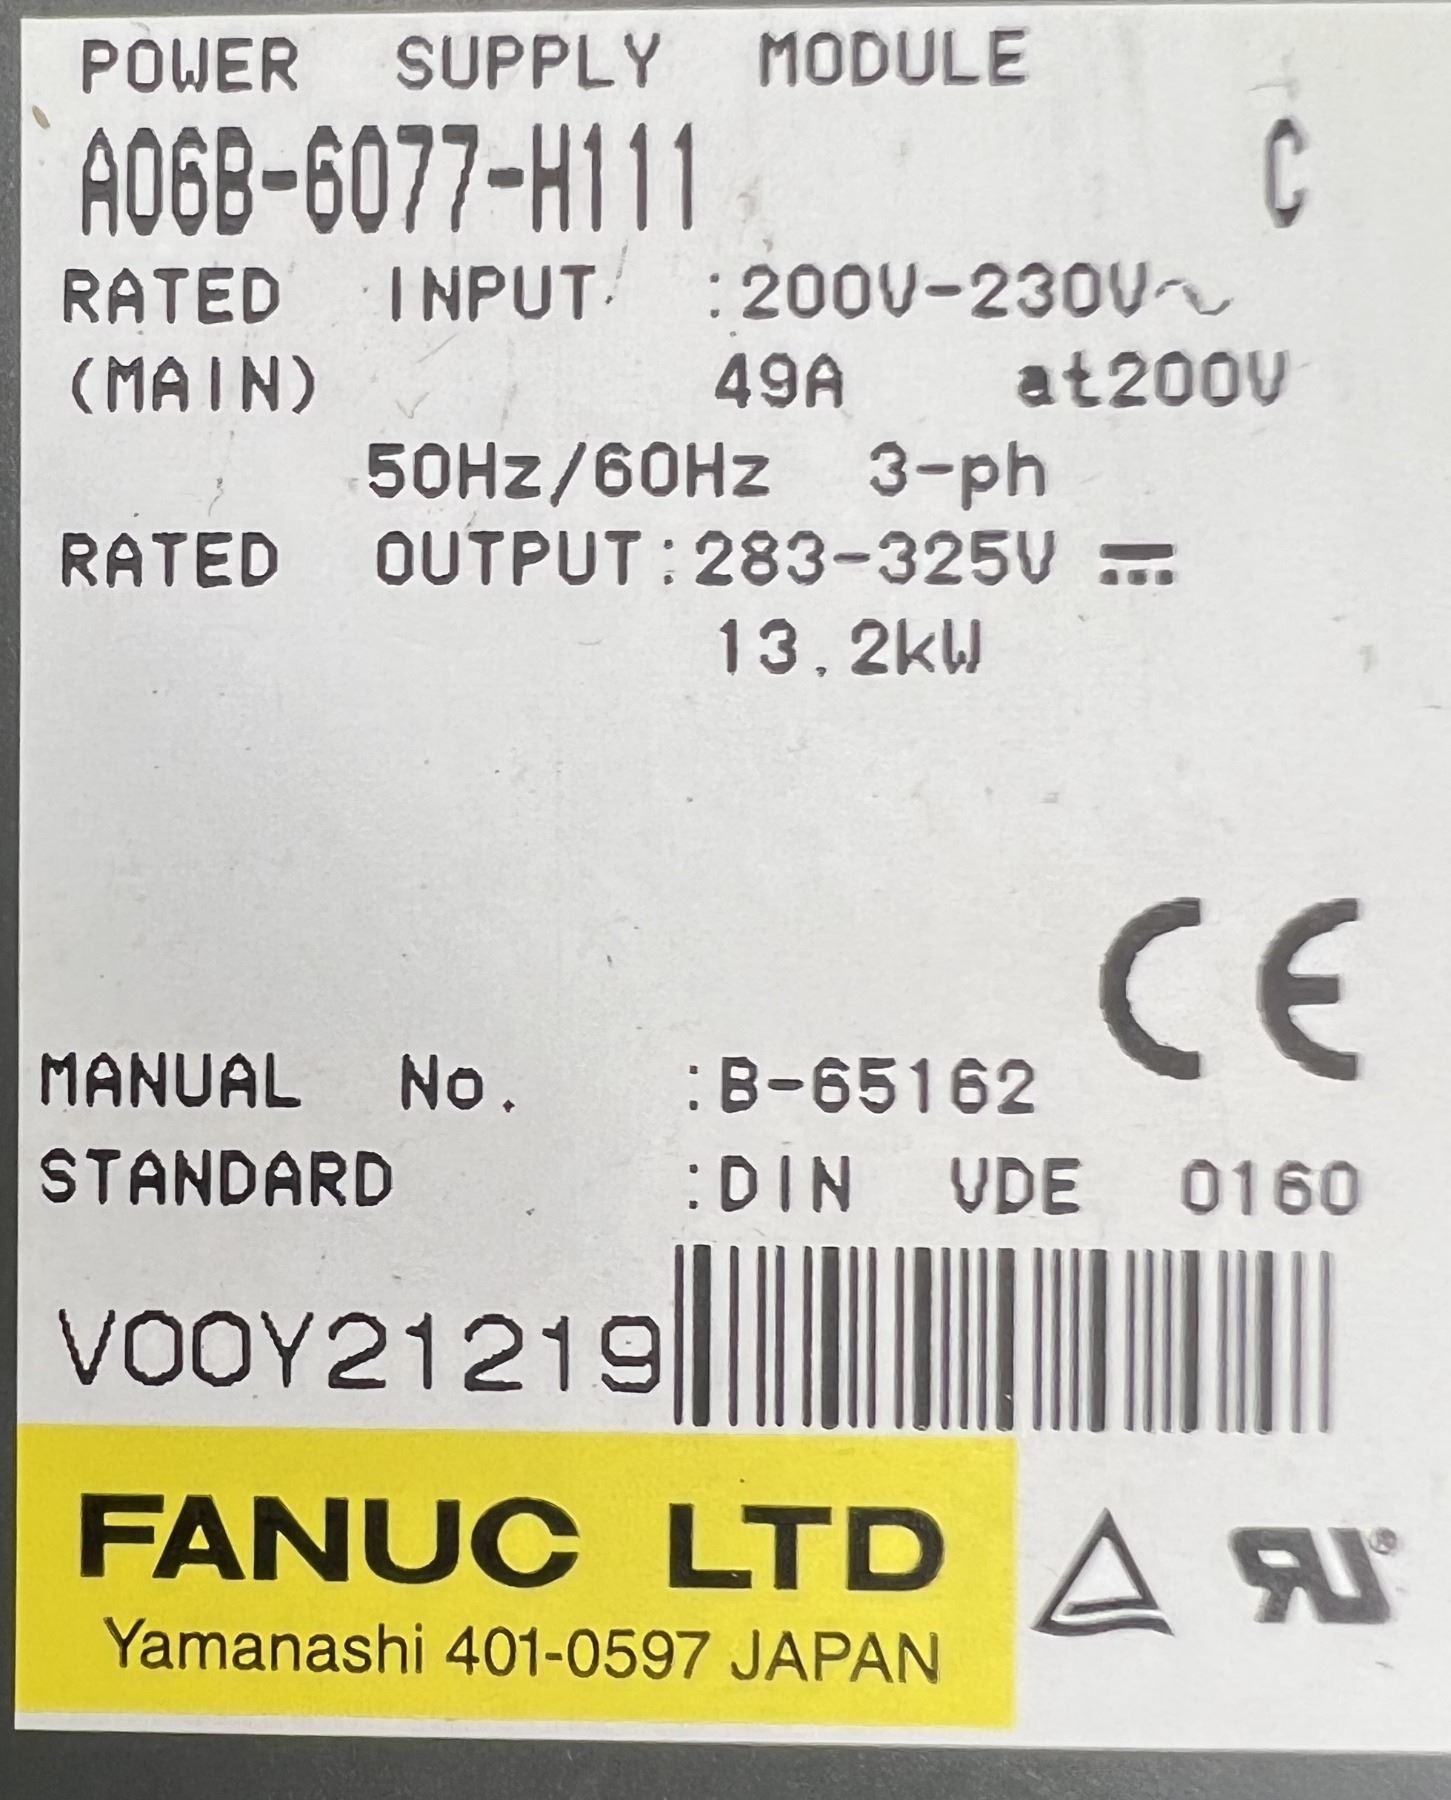 POWER SUPPLY MODULE
A06B-6077-H111 C
RATED INPUT :200V-230V~
(MAIN) 49A at200V
50Hz/60Hz 3-ph
RATED OUTPUT:283-325V ⎓
13.2kW
CE
MANUAL No. :B-65162
STANDARD :DIN VDE 0160
V00Y21219
FANUC LTD
Yamanashi 401-0597 JAPAN
RU®